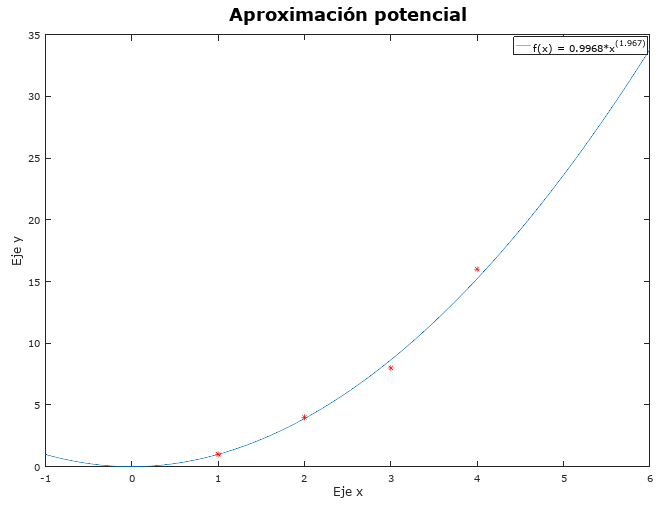 Aproximación potencial
f(x) = 0.9968*x^(1.967)
Eje y
35
30
25
20
15
10
5
0
-1 0 1 2 3 4 5 6
Eje x